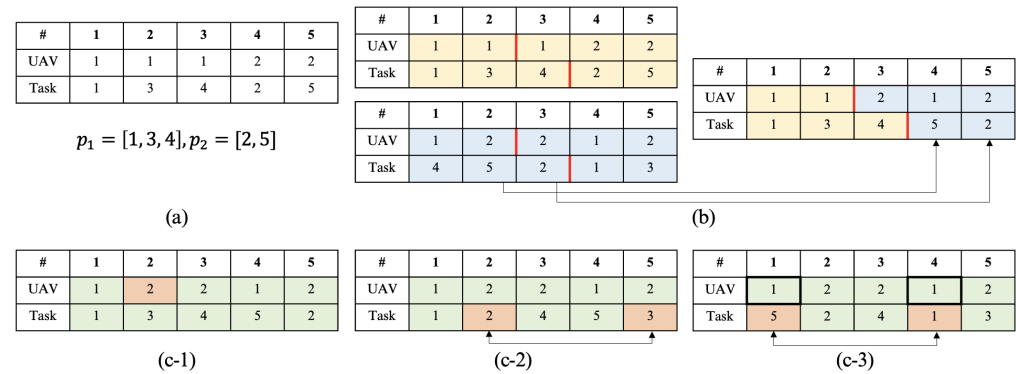 # 1 2 3 4 5
UAV 1 1 1 2 2
Task 1 3 4 2 5
p₁ = [1, 3, 4], p₂ = [2, 5]
(a)
# 1 2 3 4 5
UAV 1 1 1 2 2
Task 1 3 4 2 5
# 1 2 3 4 5
UAV 1 2 2 1 2
Task 4 5 2 1 3
# 1 2 3 4 5
UAV 1 1 2 1 2
Task 1 3 4 5 2
(b)
# 1 2 3 4 5
UAV 1 2 2 1 2
Task 1 3 4 5 2
(c-1)
# 1 2 3 4 5
UAV 1 2 2 1 2
Task 1 2 4 5 3
(c-2)
# 1 2 3 4 5
UAV 1 2 2 1 2
Task 5 2 4 1 3
(c-3)